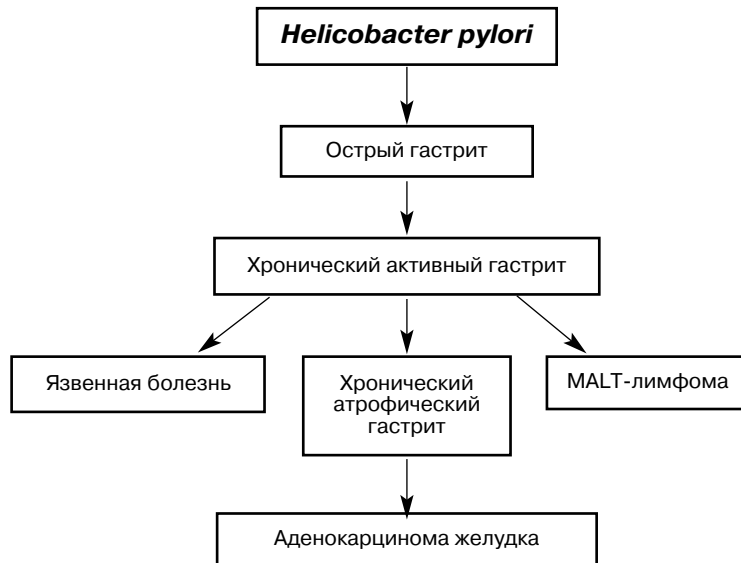 Helicobacter pylori
Острый гастрит
Хронический активный гастрит
Язвенная болезнь
Хронический
атрофический
гастрит
MALT-лимфома
Аденокарцинома желудка